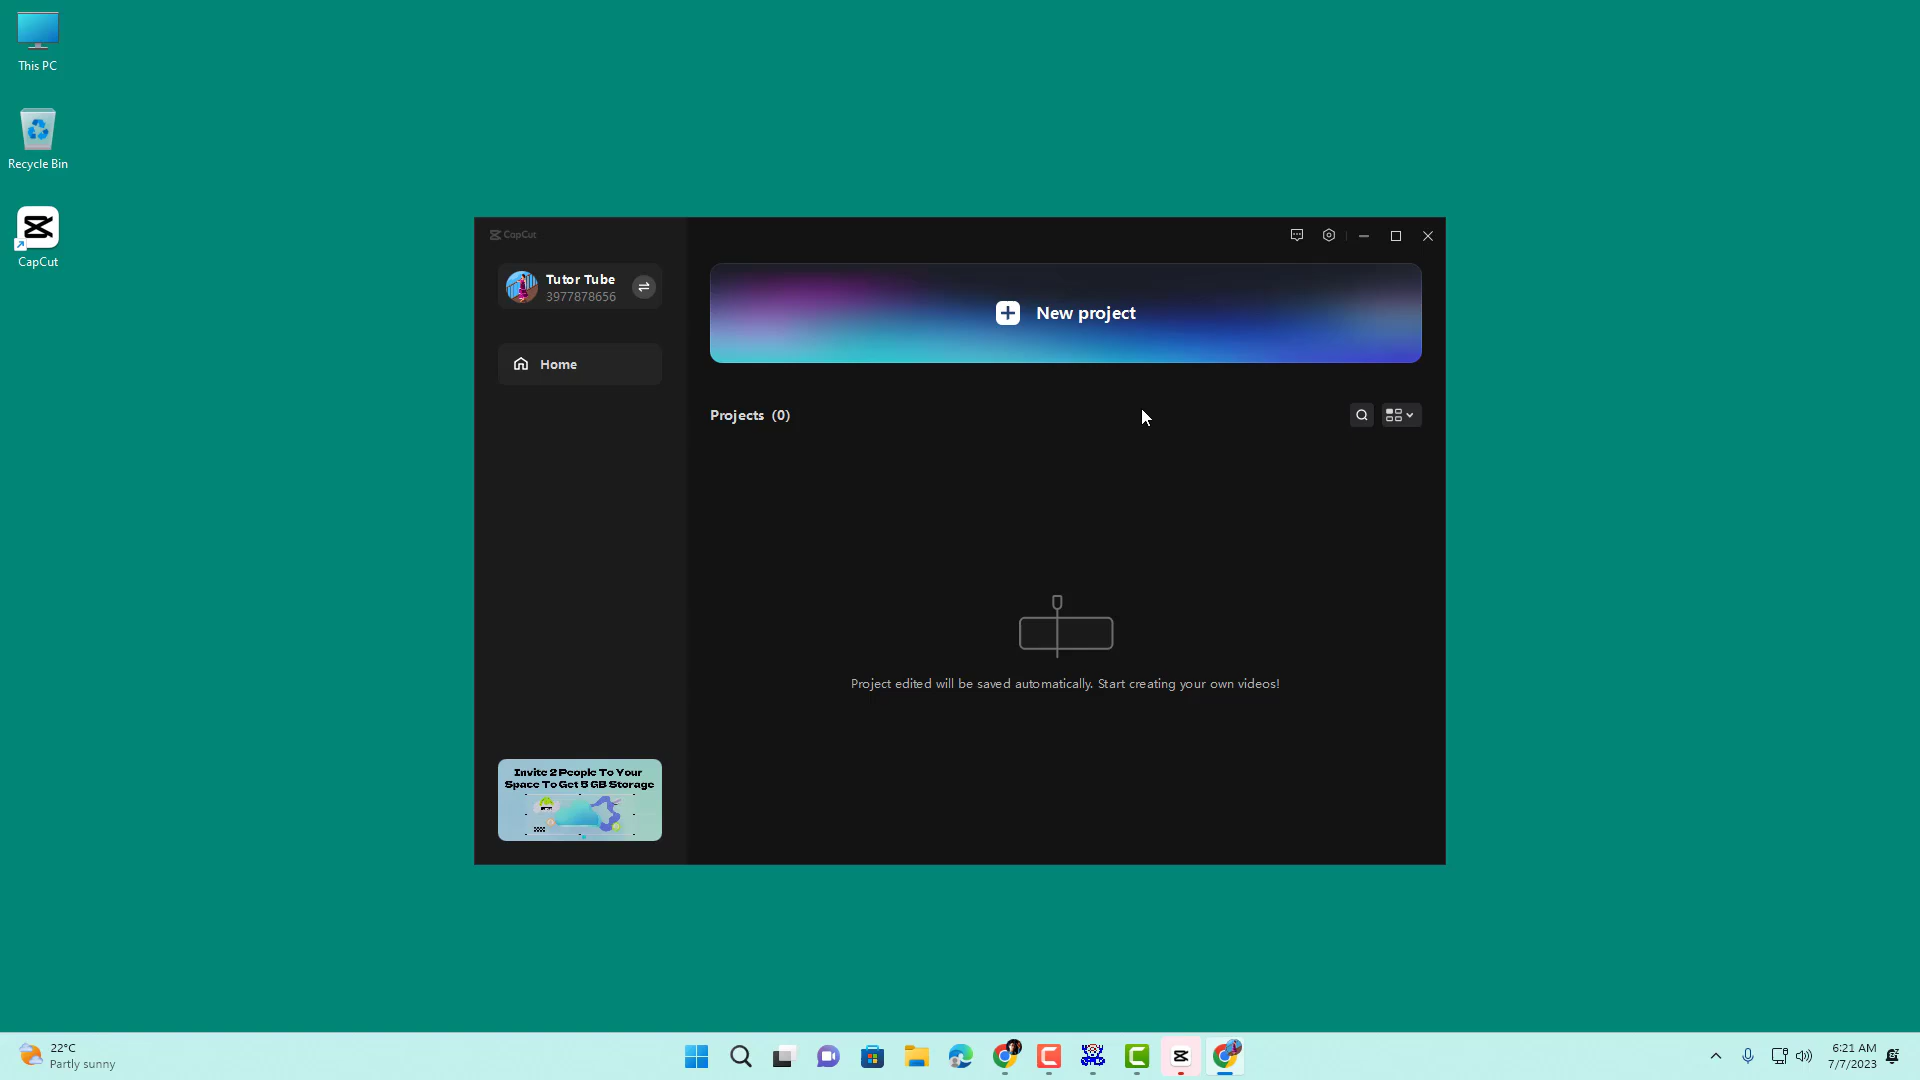 This PC
Recycle Bin
CapCut
CapCut
Tutor Tube
3977878656
Home
Invite 2 People To Your
Space To Get 5 GB Storage
New project
Projects (0)
Project edited will be saved automatically. Start creating your own videos!
22°C
Partly sunny
6:21 AM
7/7/2023